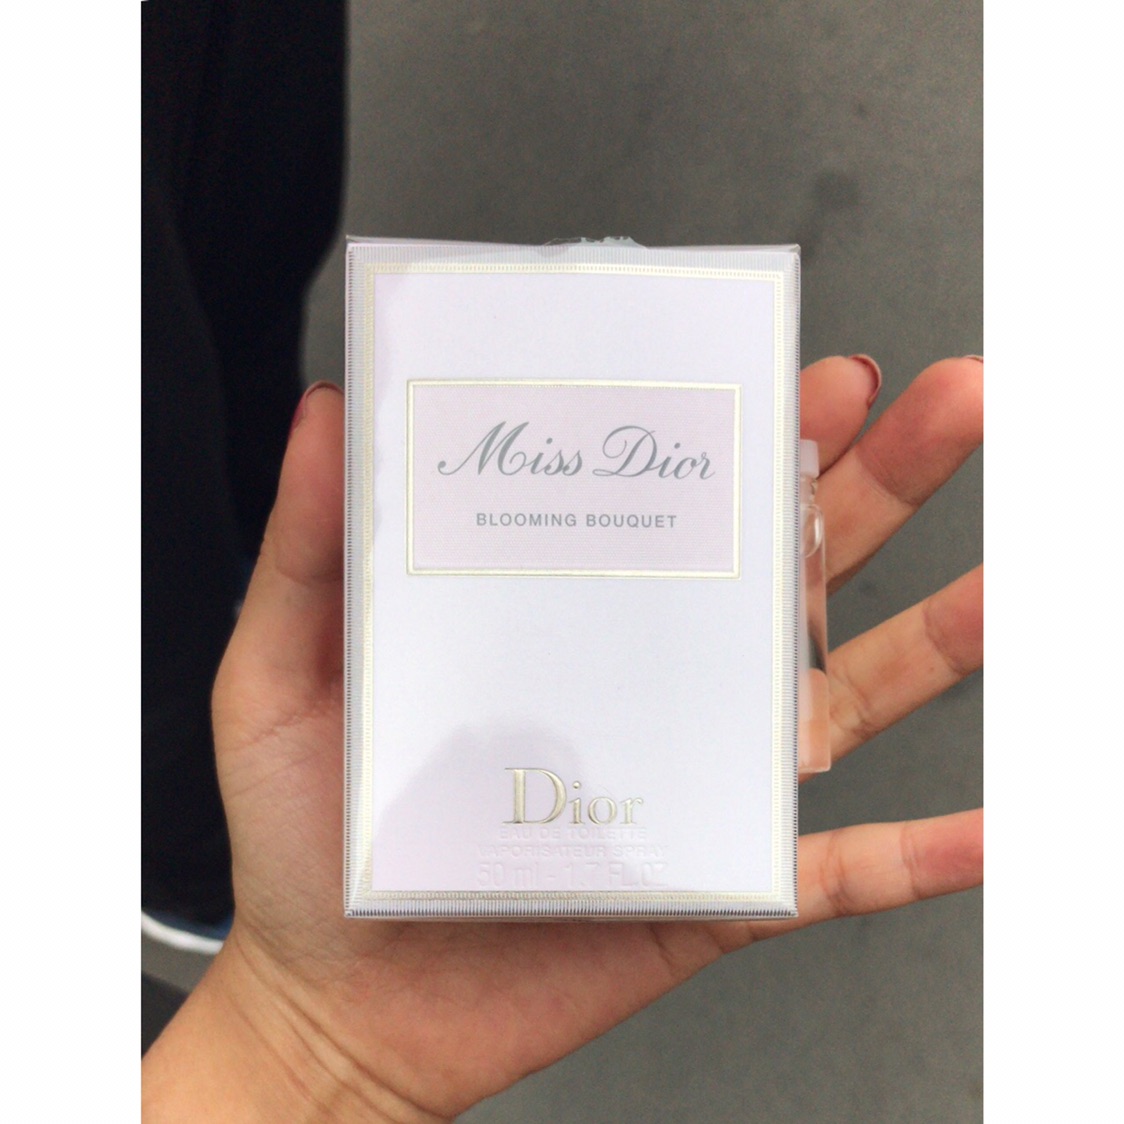 Miss Dior
BLOOMING BOUQUET
Dior
EAU DE TOILETTE
VAPORISATEUR SPRAY
50 ml - 1.7 FL.OZ